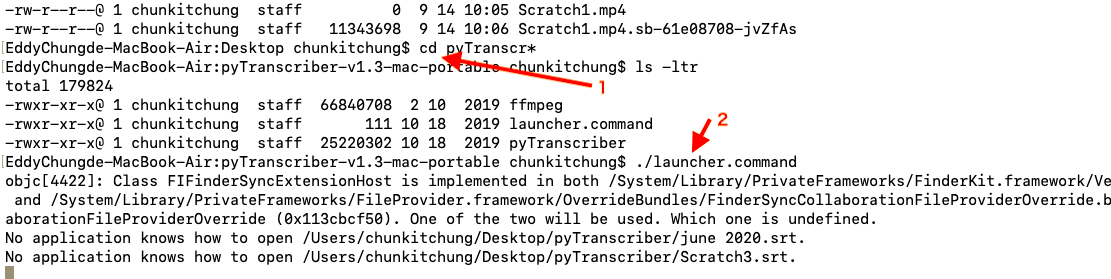 -rw-r--r--@ 1 chunkitchung  staff         0  9 14 10:05 Scratch1.mp4
-rw-r--r--@ 1 chunkitchung  staff  11343698  9 14 10:06 Scratch1.mp4.sb-61e08708-jvZfAs
[EddyChungde-MacBook-Air:Desktop chunkitchung$ cd pyTranscr*
[EddyChungde-MacBook-Air:pyTranscriber-v1.3-mac-portable chunkitchung$ ls -ltr
1
total 179824
-rwxr-xr-x@ 1 chunkitchung  staff  66840708  2 10  2019 ffmpeg
-rwxr-xr-x@ 1 chunkitchung  staff       111 10 18  2019 launcher.command
2
-rwxr-xr-x@ 1 chunkitchung  staff  25220302 10 18  2019 pyTranscriber
[EddyChungde-MacBook-Air:pyTranscriber-v1.3-mac-portable chunkitchung$ ./launcher.command
objc[4422]: Class FIFinderSyncExtensionHost is implemented in both /System/Library/PrivateFrameworks/FinderKit.framework/Ve
 and /System/Library/PrivateFrameworks/FileProvider.framework/OverrideBundles/FinderSyncCollaborationFileProviderOverride.b
aborationFileProviderOverride (0x113cbcf50). One of the two will be used. Which one is undefined.
No application knows how to open /Users/chunkitchung/Desktop/pyTranscriber/june 2020.srt.
No application knows how to open /Users/chunkitchung/Desktop/pyTranscriber/Scratch3.srt.